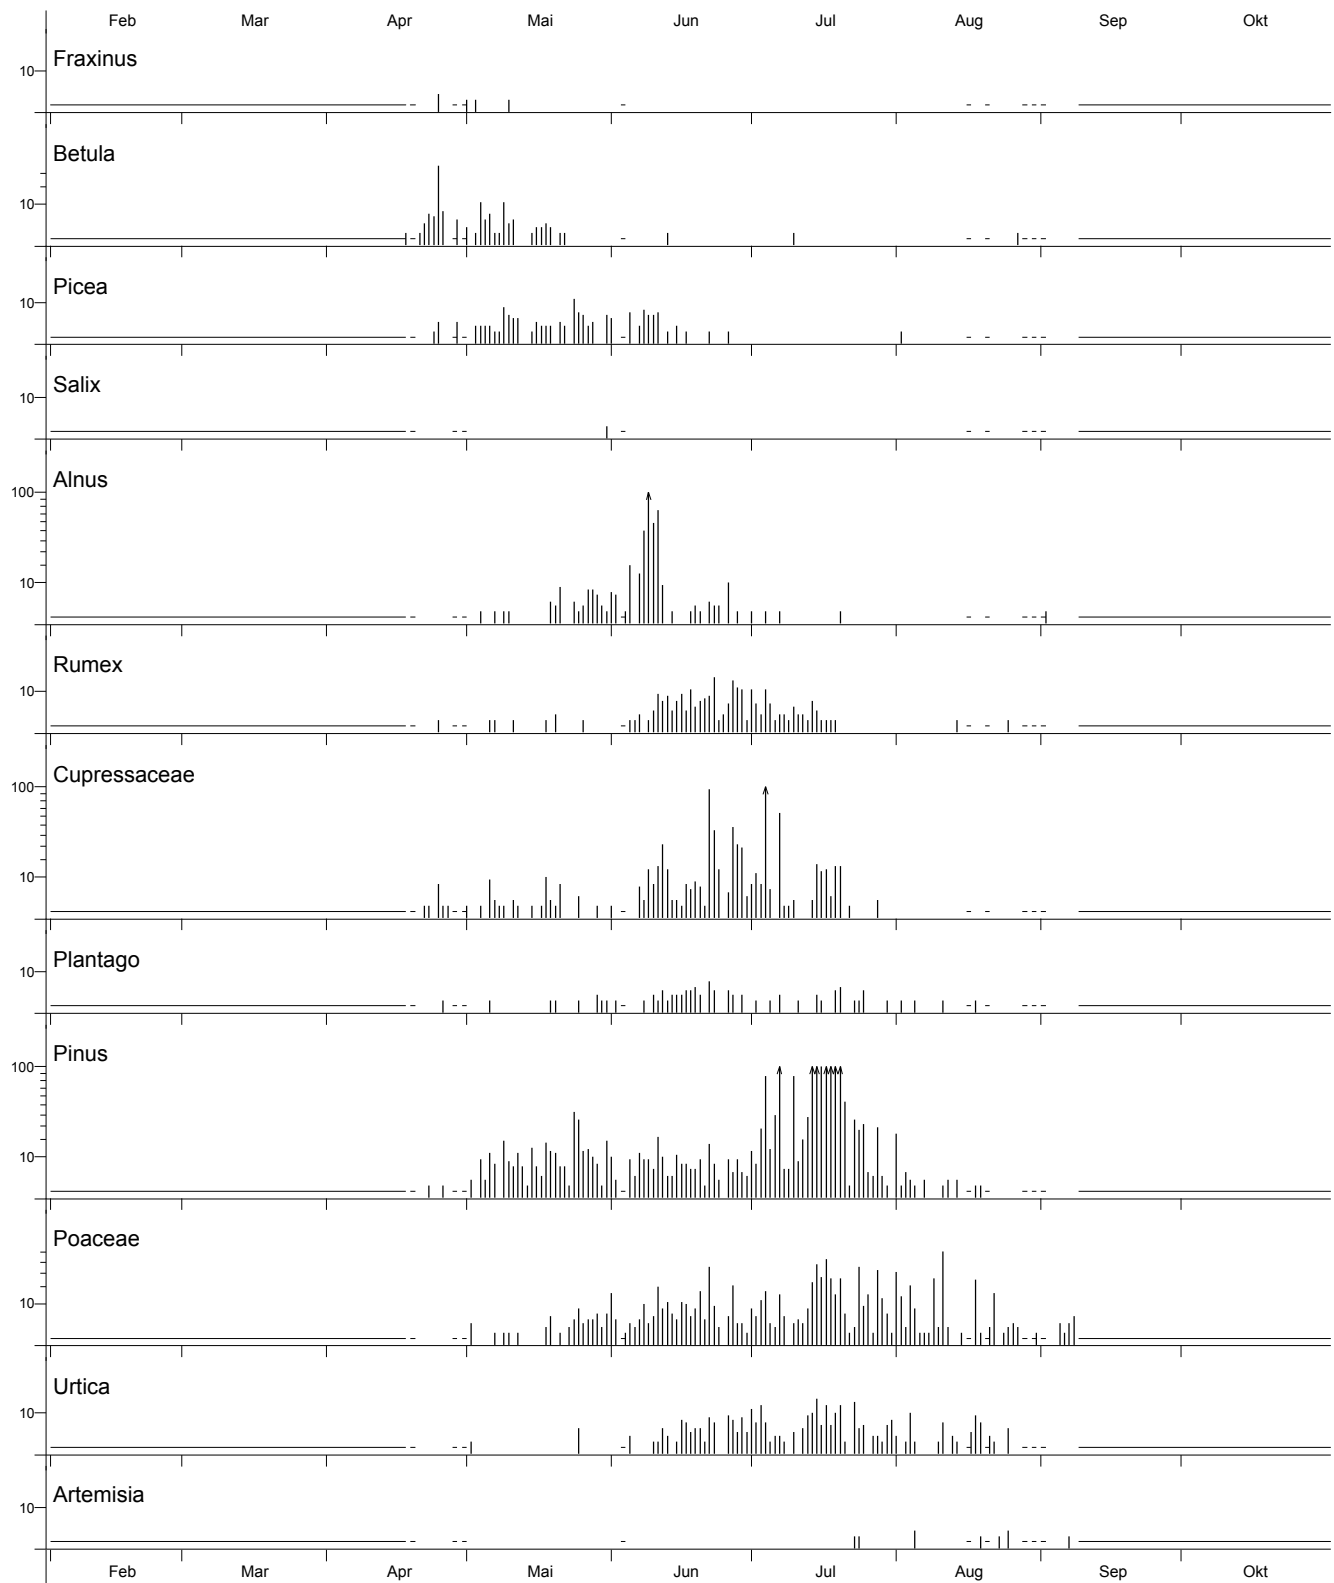 Feb Mar Apr Mai Jun Jul Aug Sep Okt
Fraxinus
10
Betula
10
Picea
10
Salix
10
Alnus
100
10
Rumex
10
Cupressaceae
100
10
Plantago
10
Pinus
100
10
Poaceae
10
Urtica
10
Artemisia
10
Feb Mar Apr Mai Jun Jul Aug Sep Okt